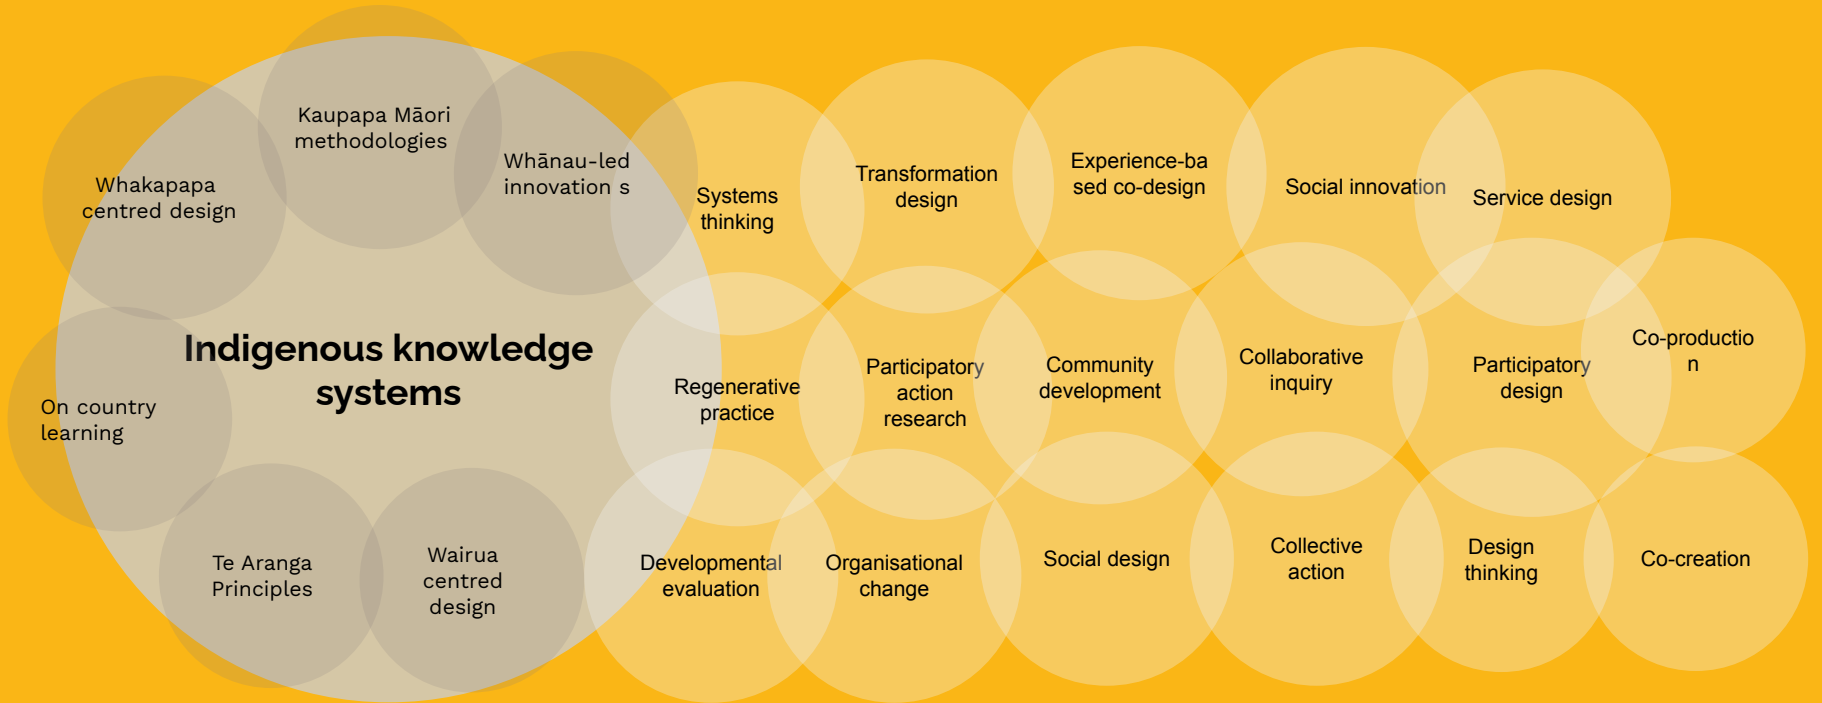 Kaupapa Māori
methodologies
Whānau-led
innovation s
Whakapapa
centred design
Indigenous knowledge
systems
On country
learning
Te Aranga
Principles
Wairua
centred
design
Systems
thinking
Transformation
design
Experience-ba
sed co-design
Social innovation
Service design
Regenerative
practice
Participatory
action
research
Community
development
Collaborative
inquiry
Participatory
design
Co-productio
n
Developmental
evaluation
Organisational
change
Social design
Collective
action
Design
thinking
Co-creation